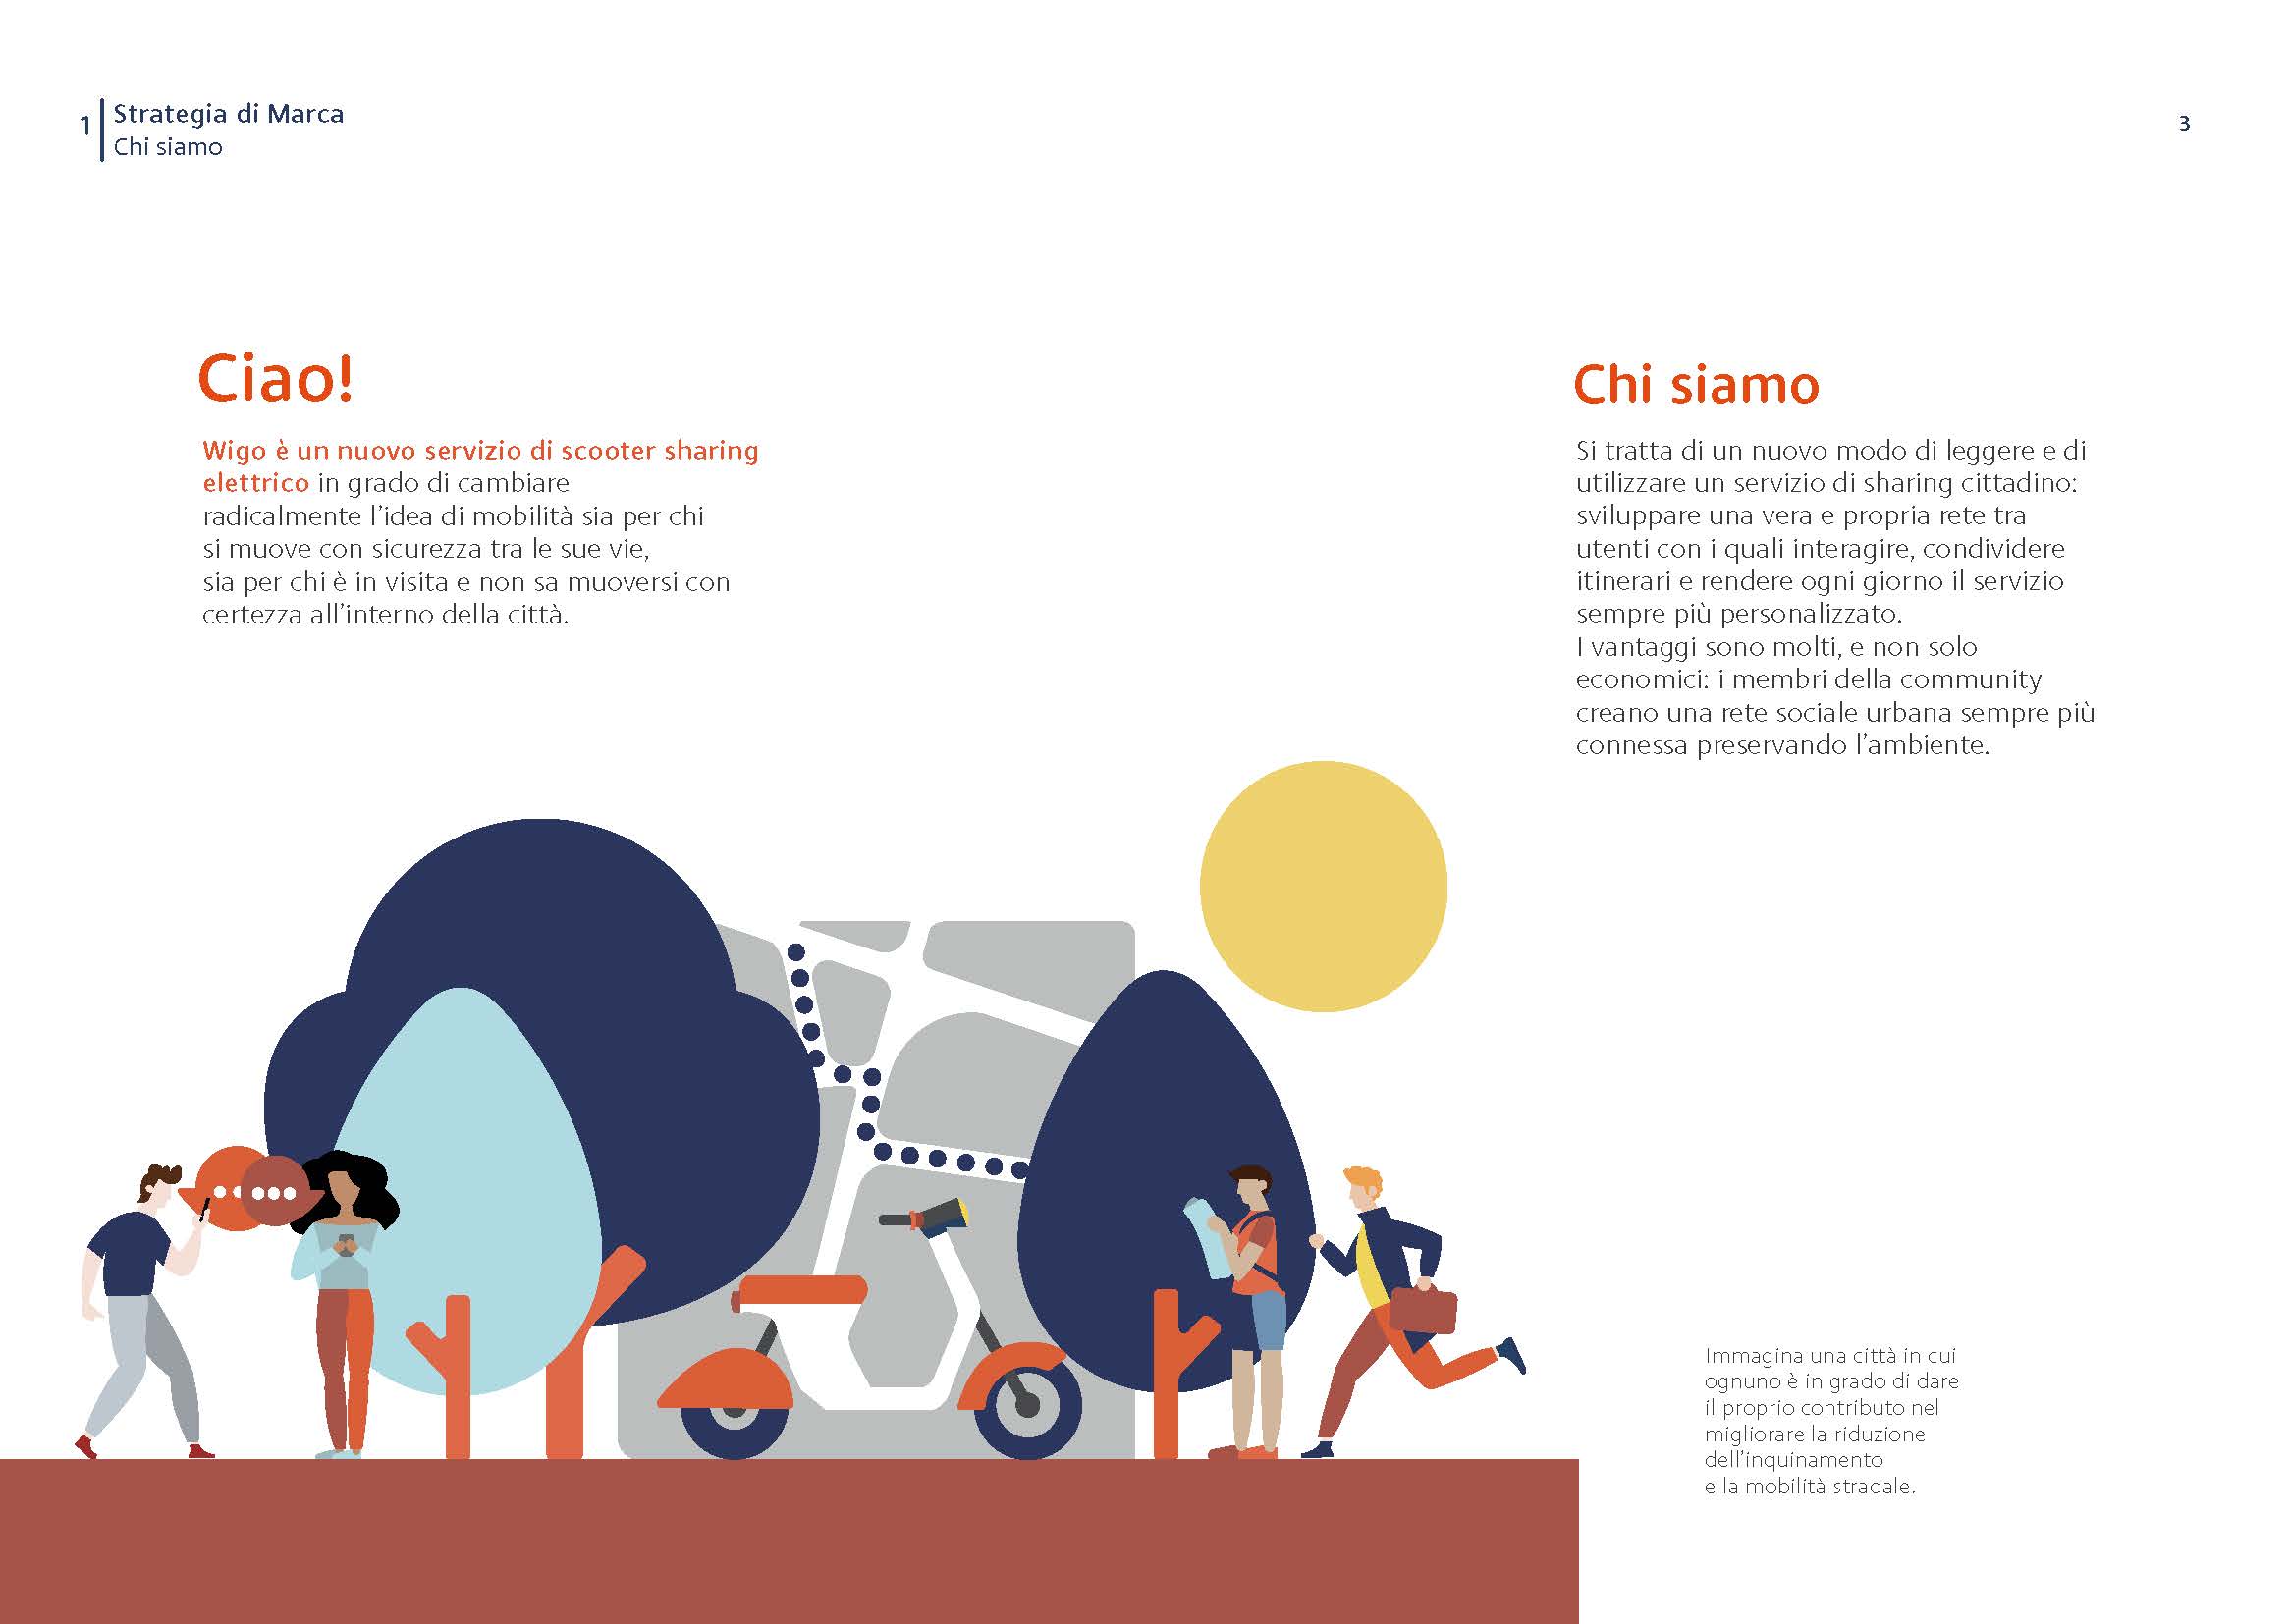 1
Strategia di Marca
Chi siamo
3
Ciao!
Wigo è un nuovo servizio di scooter sharing
elettrico in grado di cambiare
radicalmente l’idea di mobilità sia per chi
si muove con sicurezza tra le sue vie,
sia per chi è in visita e non sa muoversi con
certezza all’interno della città.
Chi siamo
Si tratta di un nuovo modo di leggere e di
utilizzare un servizio di sharing cittadino:
sviluppare una vera e propria rete tra
utenti con i quali interagire, condividere
itinerari e rendere ogni giorno il servizio
sempre più personalizzato.
I vantaggi sono molti, e non solo
economici: i membri della community
creano una rete sociale urbana sempre più
connessa preservando l’ambiente.
Immagina una città in cui
ognuno è in grado di dare
il proprio contributo nel
migliorare la riduzione
dell’inquinamento
e la mobilità stradale.